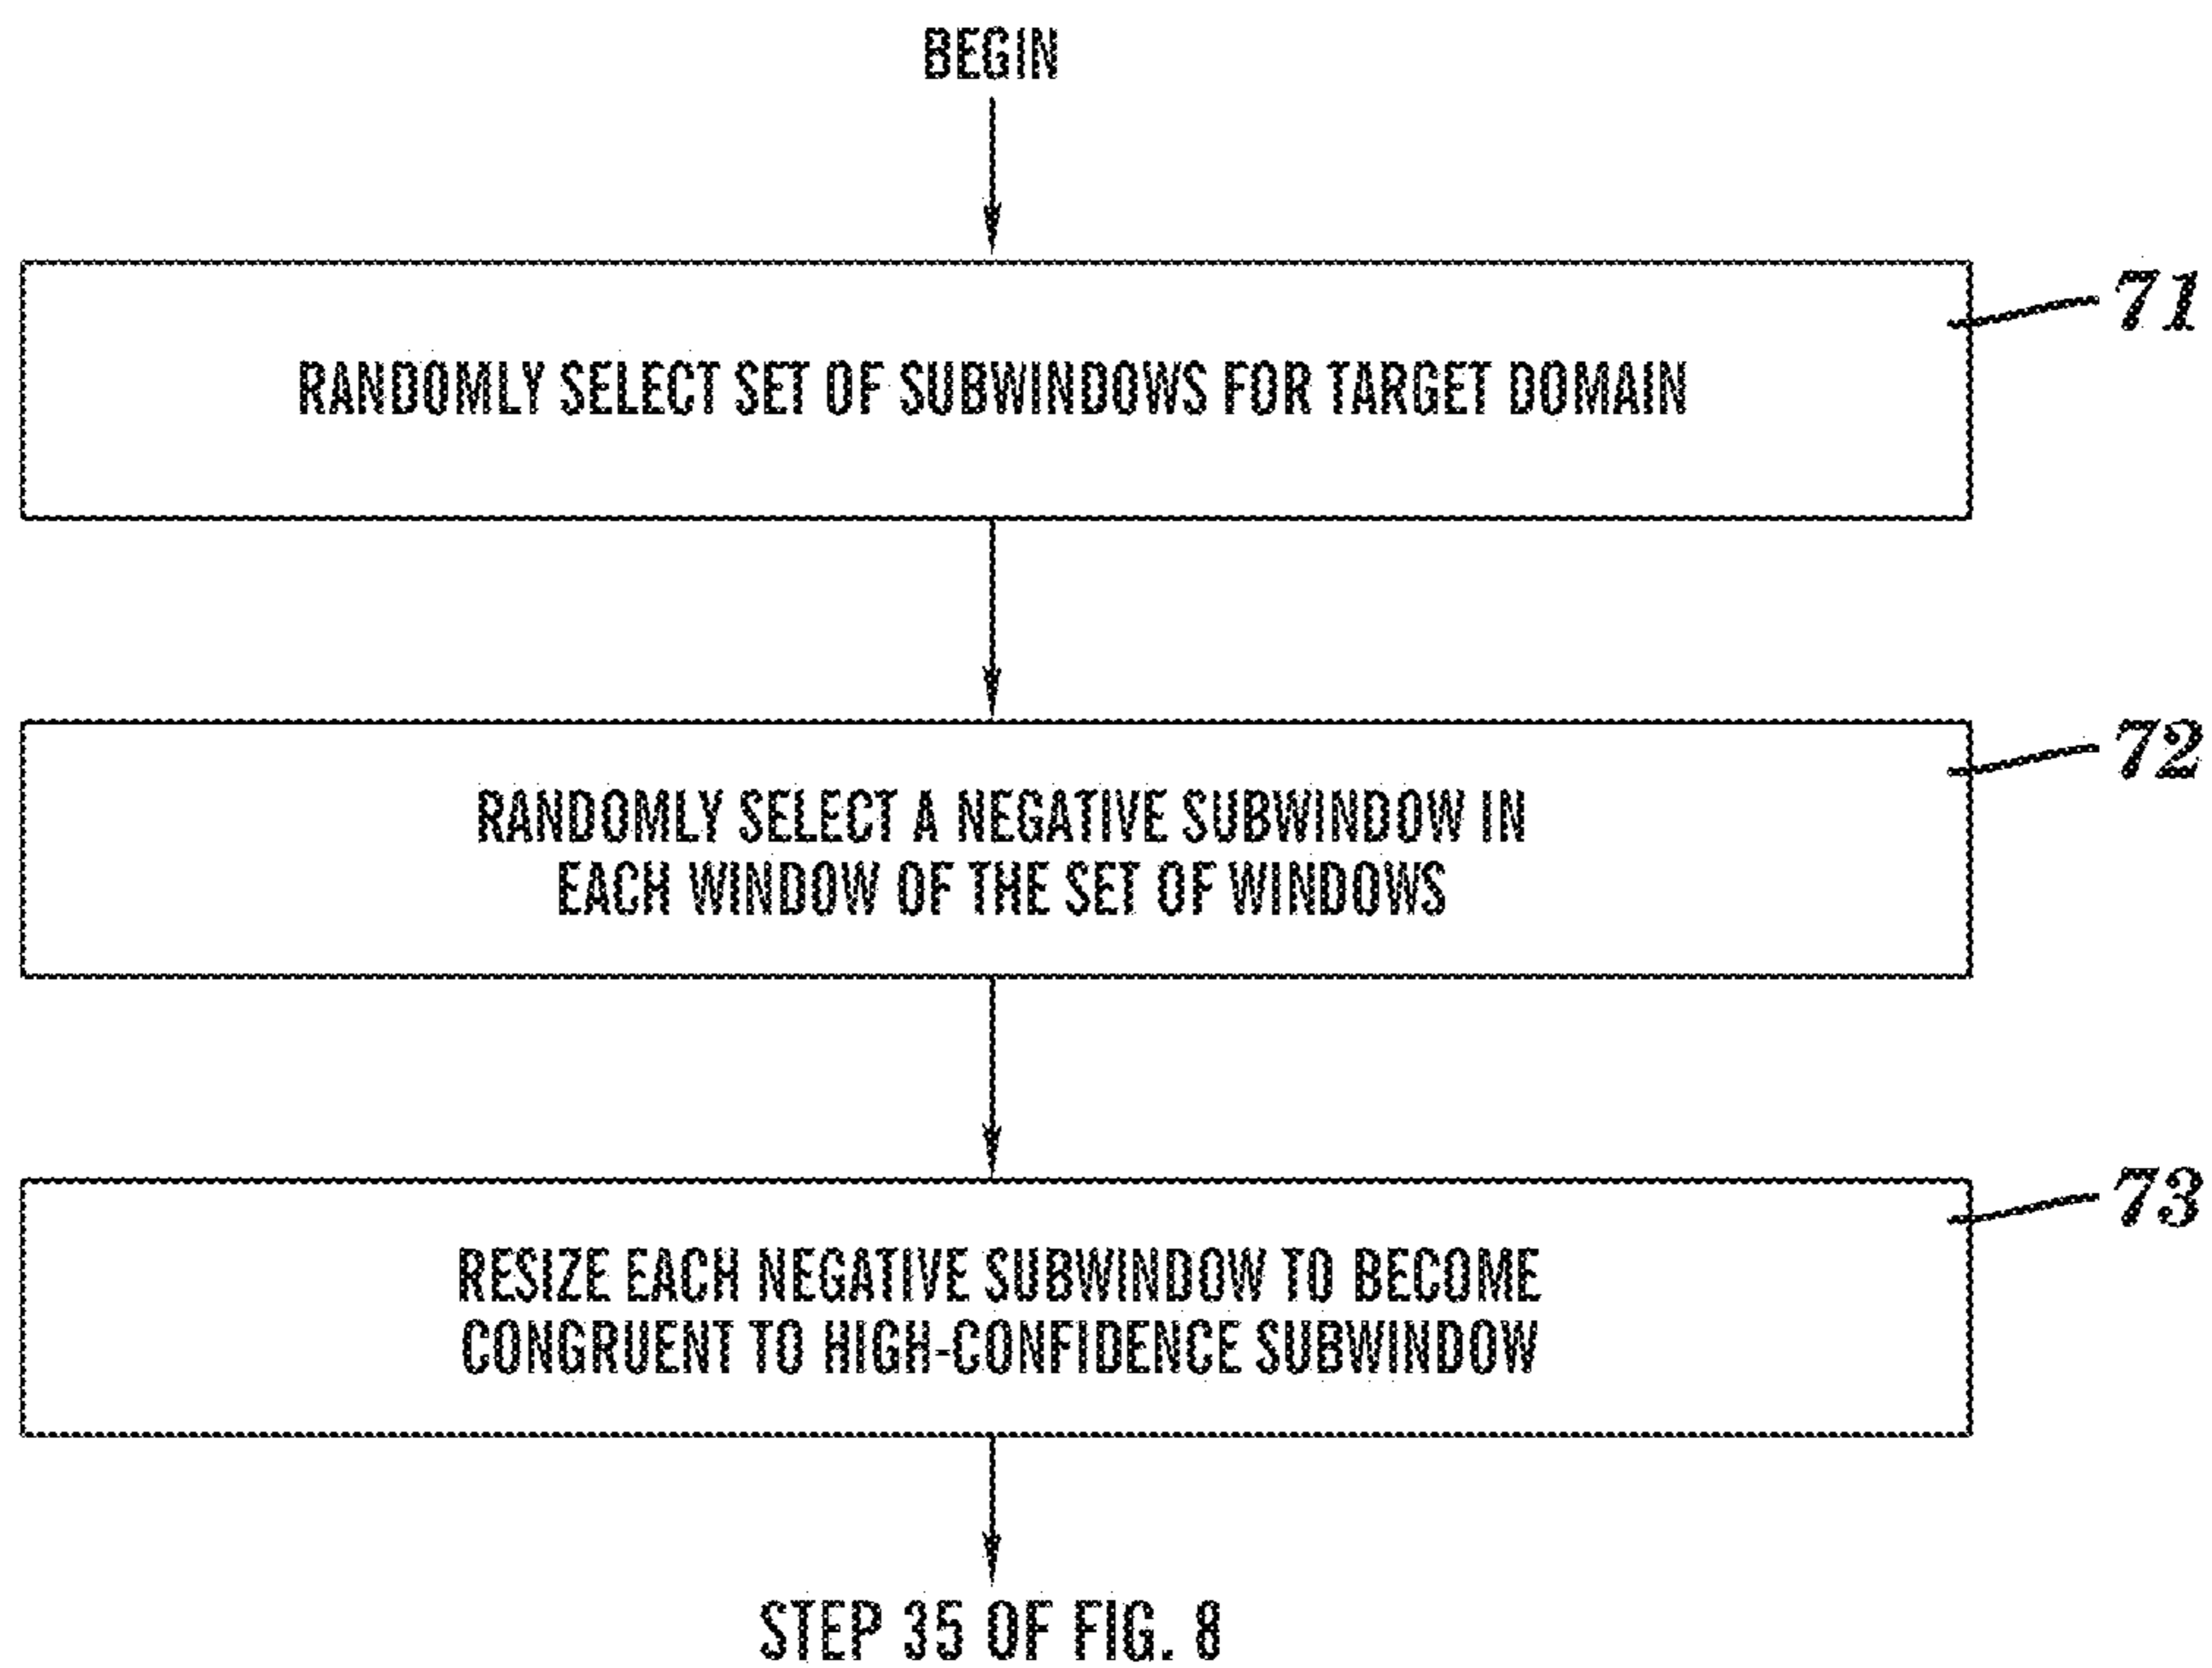 BEGIN
71
RANDOMLY SELECT SET OF SUBWINDOWS FOR TARGET DOMAIN
72
RANDOMLY SELECT A NEGATIVE SUBWINDOW IN
EACH WINDOW OF THE SET OF WINDOWS
73
RESIZE EACH NEGATIVE SUBWINDOW TO BECOME
CONGRUENT TO HIGH-CONFIDENCE SUBWINDOW
STEP 35 OF FIG. 8